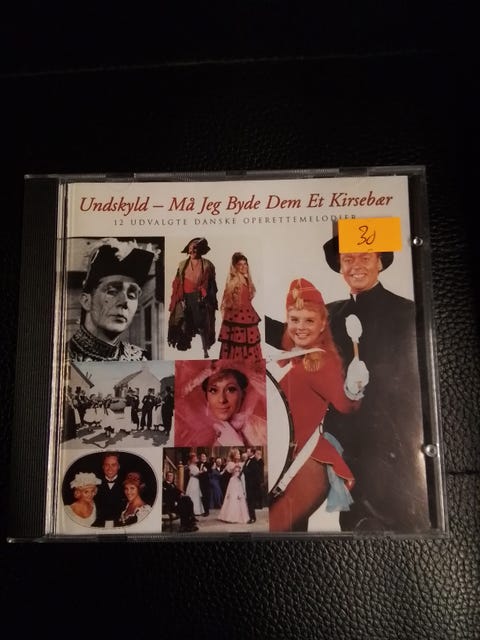 Undskyld – Må Jeg Byde Dem Et Kirsebær
12 UDVALGTE DANSKE OPERETTEMELODIER
30